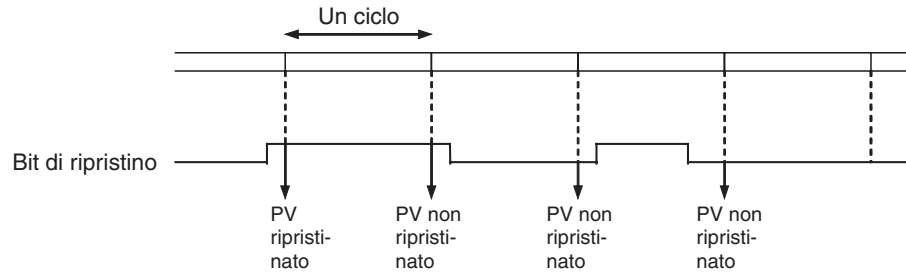 Un ciclo
Bit di ripristino
PV
ripristi-
nato
PV non
ripristi-
nato
PV non
ripristi-
nato
PV non
ripristi-
nato